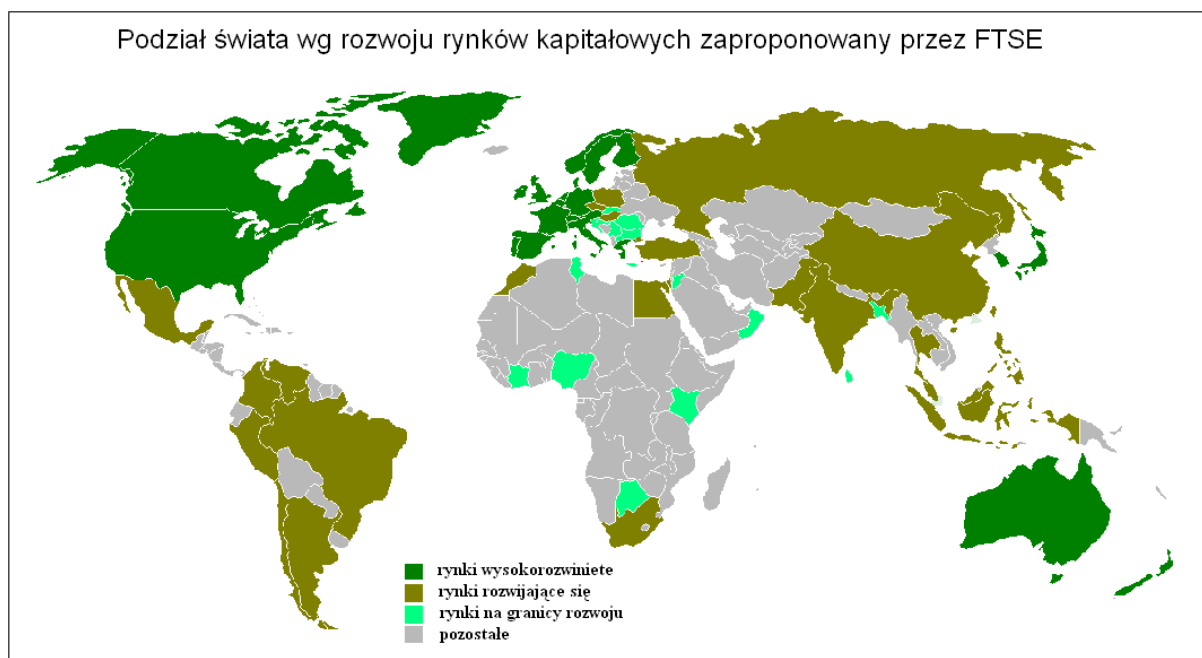 Podział świata wg rozwoju rynków kapitałowych zaproponowany przez FTSE
rynki wysokorozwiniete
rynki rozwijające się
rynki na granicy rozwoju
pozostałe